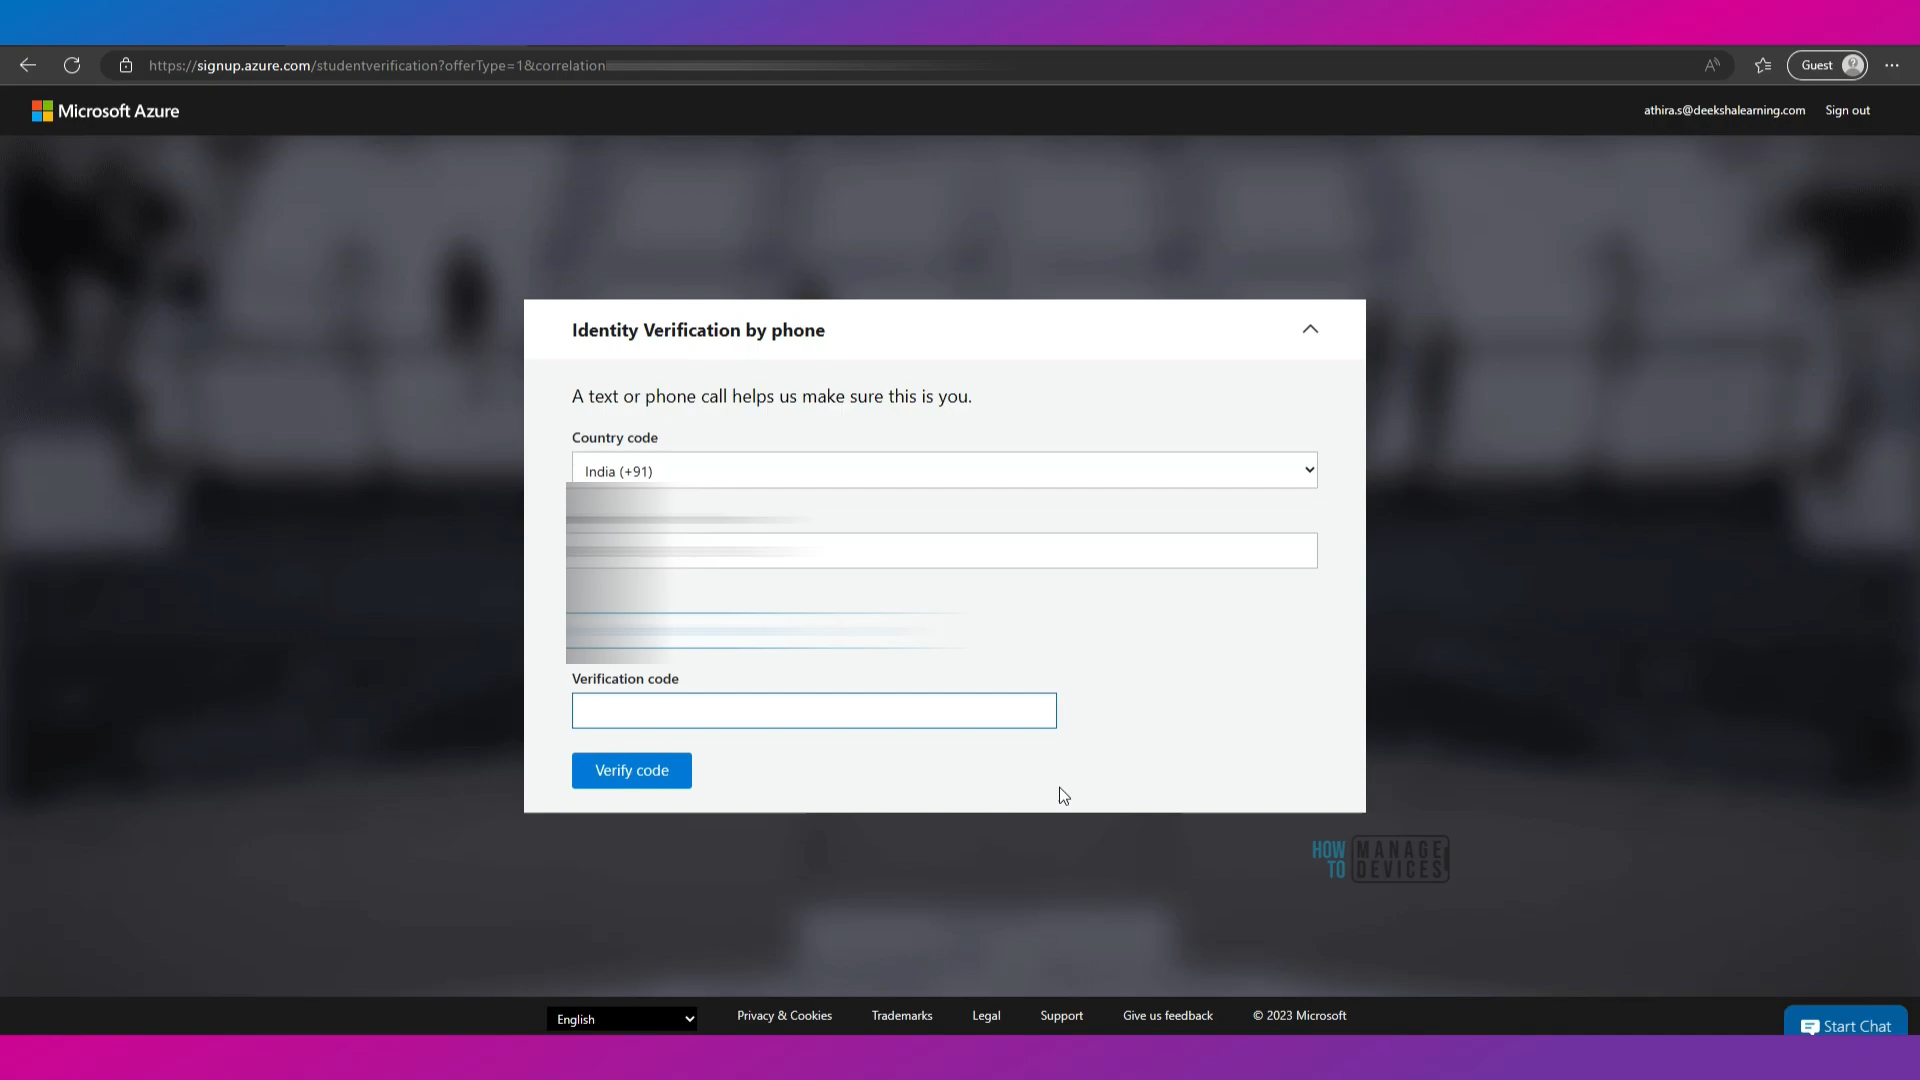 https://signup.azure.com/studentverification?offerType=1&correlation
Guest
Microsoft Azure
athira.s@deekshalearning.com
Sign out
Identity Verification by phone
A text or phone call helps us make sure this is you.
Country code
India (+91)
Verification code
Verify code
HOW TO MANAGE DEVICES
English
Privacy & Cookies
Trademarks
Legal
Support
Give us feedback
© 2023 Microsoft
Start Chat